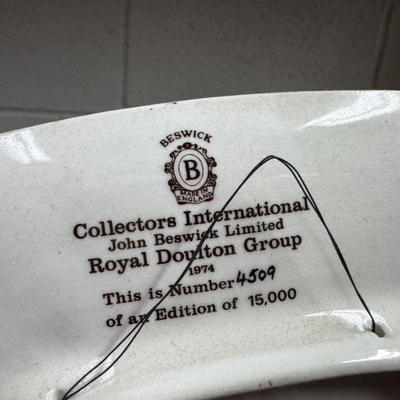 BESWICK
B
MADE IN
ENGLAND
Collectors International
John Beswick Limited
Royal Doulton Group
1974
This is Number 4509
of an Edition of 15,000